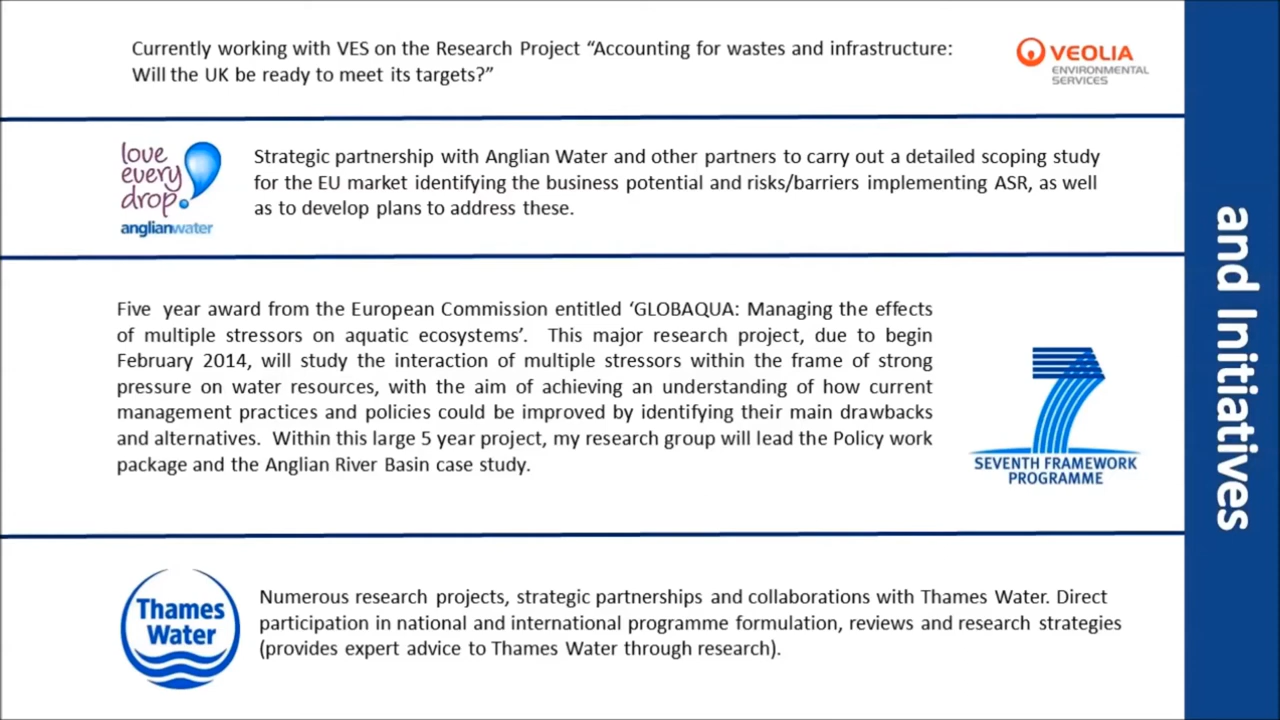 Currently working with VES on the Research Project “Accounting for wastes and infrastructure:
Will the UK be ready to meet its targets?”
VEOLIA
ENVIRONMENTAL
SERVICES
love
every
drop
anglianwater
Strategic partnership with Anglian Water and other partners to carry out a detailed scoping study
for the EU market identifying the business potential and risks/barriers implementing ASR, as well
as to develop plans to address these.
Five year award from the European Commission entitled ‘GLOBAQUA: Managing the effects
of multiple stressors on aquatic ecosystems’. This major research project, due to begin
February 2014, will study the interaction of multiple stressors within the frame of strong
pressure on water resources, with the aim of achieving an understanding of how current
management practices and policies could be improved by identifying their main drawbacks
and alternatives. Within this large 5 year project, my research group will lead the Policy work
package and the Anglian River Basin case study.
7
SEVENTH FRAMEWORK
PROGRAMME
Thames
Water
Numerous research projects, strategic partnerships and collaborations with Thames Water. Direct
participation in national and international programme formulation, reviews and research strategies
(provides expert advice to Thames Water through research).
and Initiatives